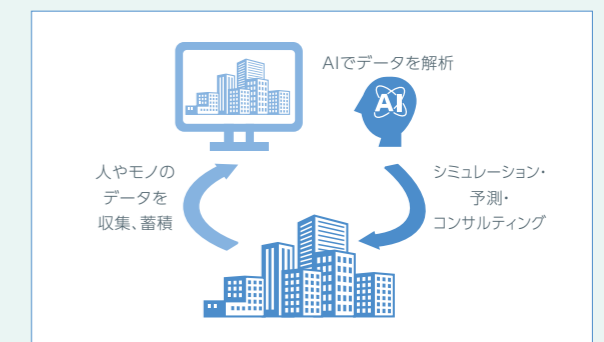 AIでデータを解析
AI
人やモノの
データを
収集、蓄積
シミュレーション・
予測・
コンサルティング